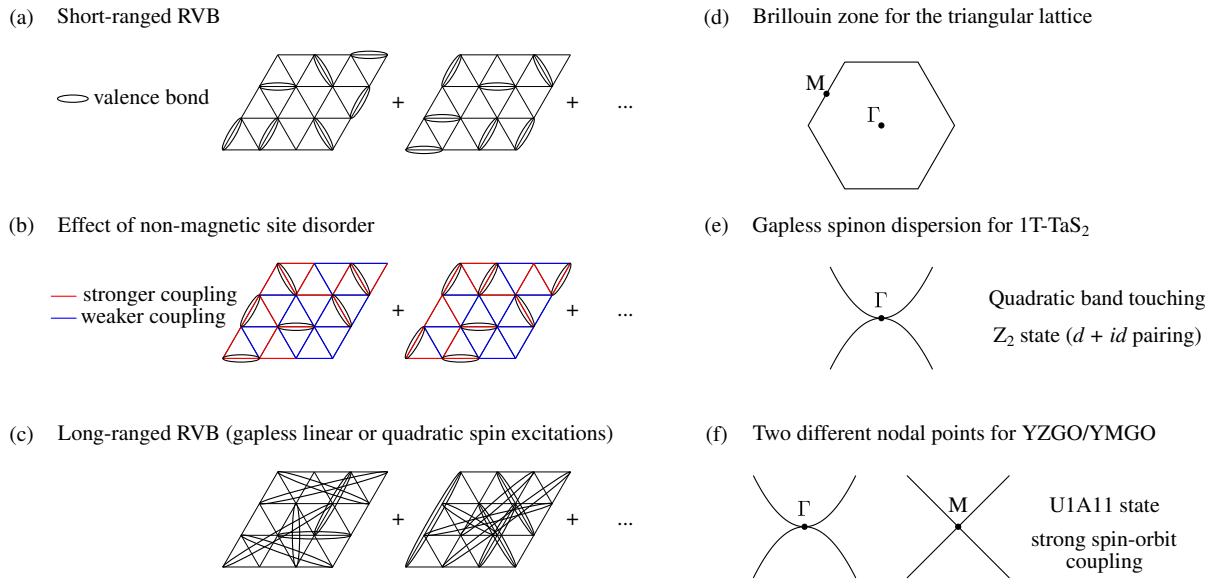 (a) Short-ranged RVB
valence bond
+
+
...
(b) Effect of non-magnetic site disorder
stronger coupling
weaker coupling
+
+
...
(c) Long-ranged RVB (gapless linear or quadratic spin excitations)
+
+
...
(d) Brillouin zone for the triangular lattice
M
Γ
(e) Gapless spinon dispersion for 1T-TaS₂
Γ
Quadratic band touching
Z₂ state (d + id pairing)
(f) Two different nodal points for YZGO/YMGO
Γ
M
U1A11 state
strong spin-orbit
coupling